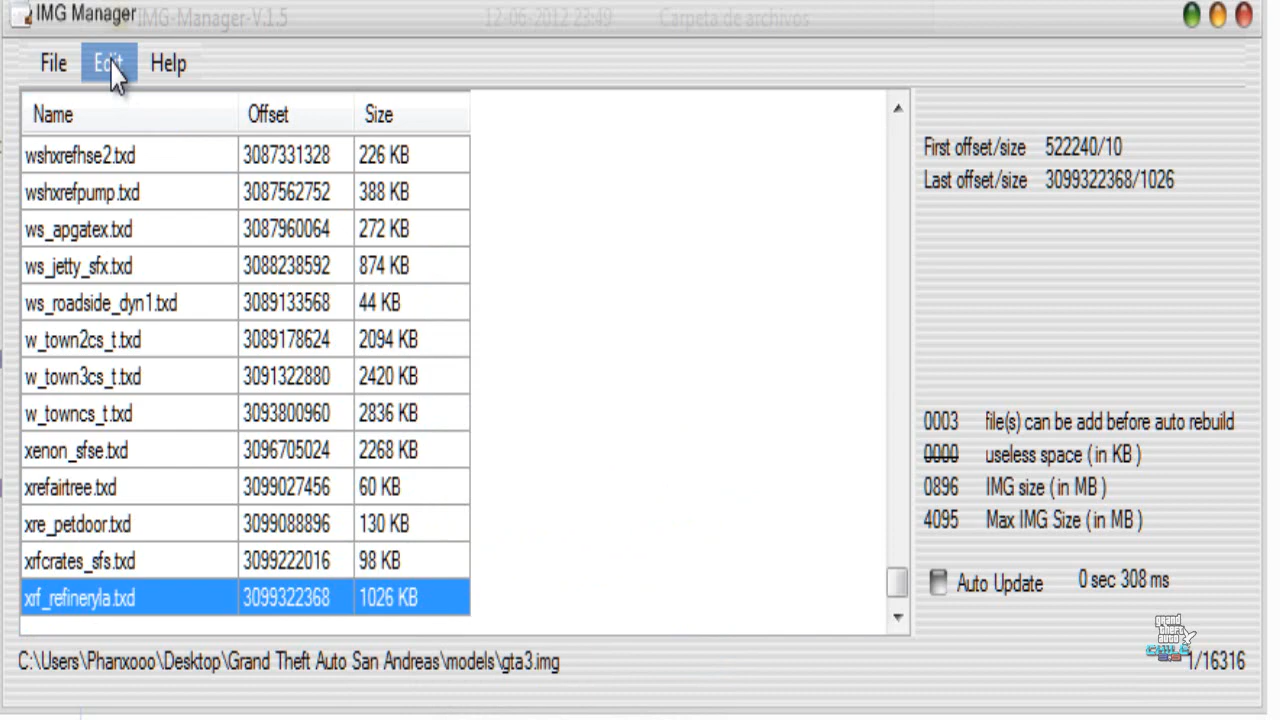 IMG Manager IMG-Manager-V.1.5 12-06-2012 23:49 Carpeta de archivos
File Edit Help
Name Offset Size
wshxrefhse2.txd 3087331328 226 KB
wshxrefpump.txd 3087562752 388 KB
ws_apgatex.txd 3087960064 272 KB
ws_jetty_sfx.txd 3088238592 874 KB
ws_roadside_dyn1.txd 3089133568 44 KB
w_town2cs_t.txd 3089178624 2094 KB
w_town3cs_t.txd 3091322880 2420 KB
w_towncs_t.txd 3093800960 2836 KB
xenon_sfse.txd 3096705024 2268 KB
xrefairtree.txd 3099027456 60 KB
xre_petdoor.txd 3099088896 130 KB
xrfcrates_sfs.txd 3099222016 98 KB
xrf_refineryla.txd 3099322368 1026 KB
First offset/size 522240/10
Last offset/size 3099322368/1026
0003 file(s) can be add before auto rebuild
0000 useless space ( in KB )
0896 IMG size ( in MB )
4095 Max IMG Size ( in MB )
Auto Update 0 sec 308 ms
grand
theft
auto
C:\Users\Phanxooo\Desktop\Grand Theft Auto San Andreas\models\gta3.img
1/16316